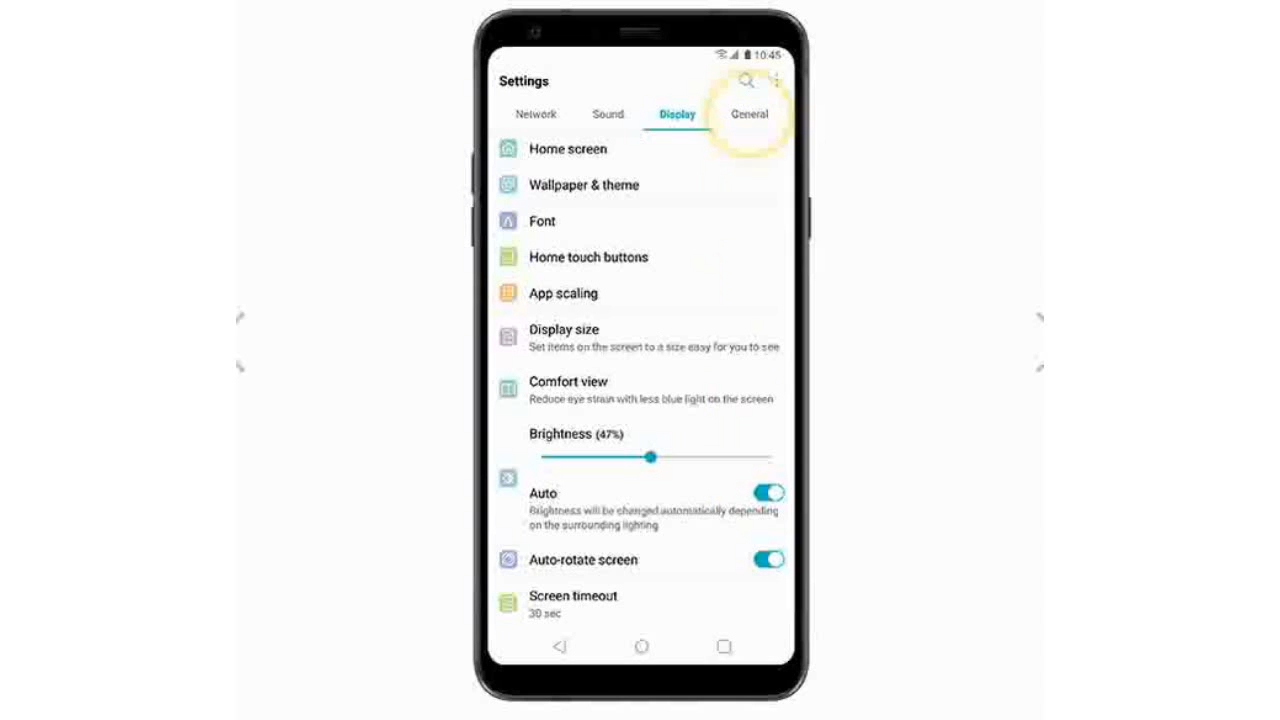 10:45
Settings
Network Sound Display General
Home screen
Wallpaper & theme
Font
Home touch buttons
App scaling
Display size
Set items on the screen to a size easy for you to see
Comfort view
Reduce eye strain with less blue light on the screen
Brightness (47%)
Auto
Brightness will be changed automatically depending
on the surrounding lighting
Auto-rotate screen
Screen timeout
30 sec